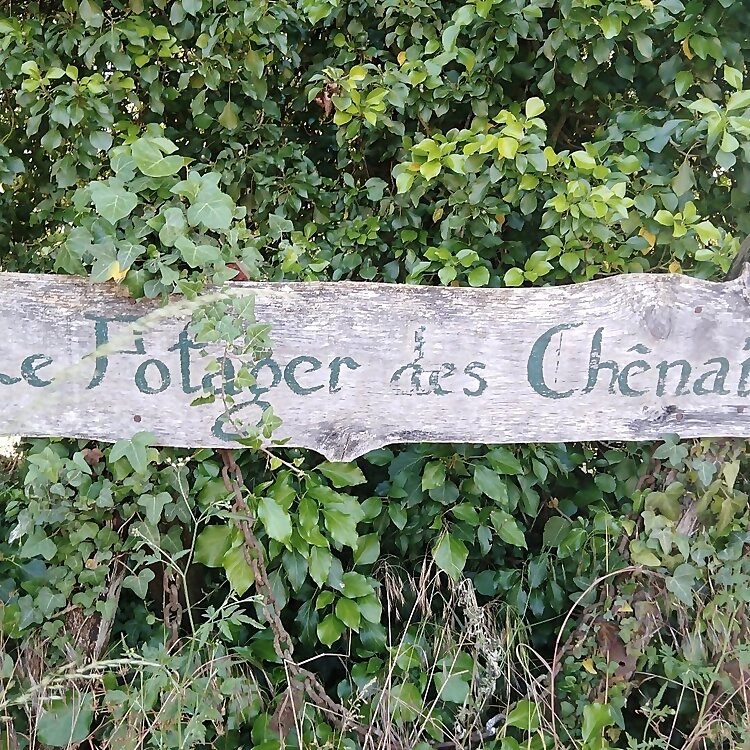 Le Potager des Chênai